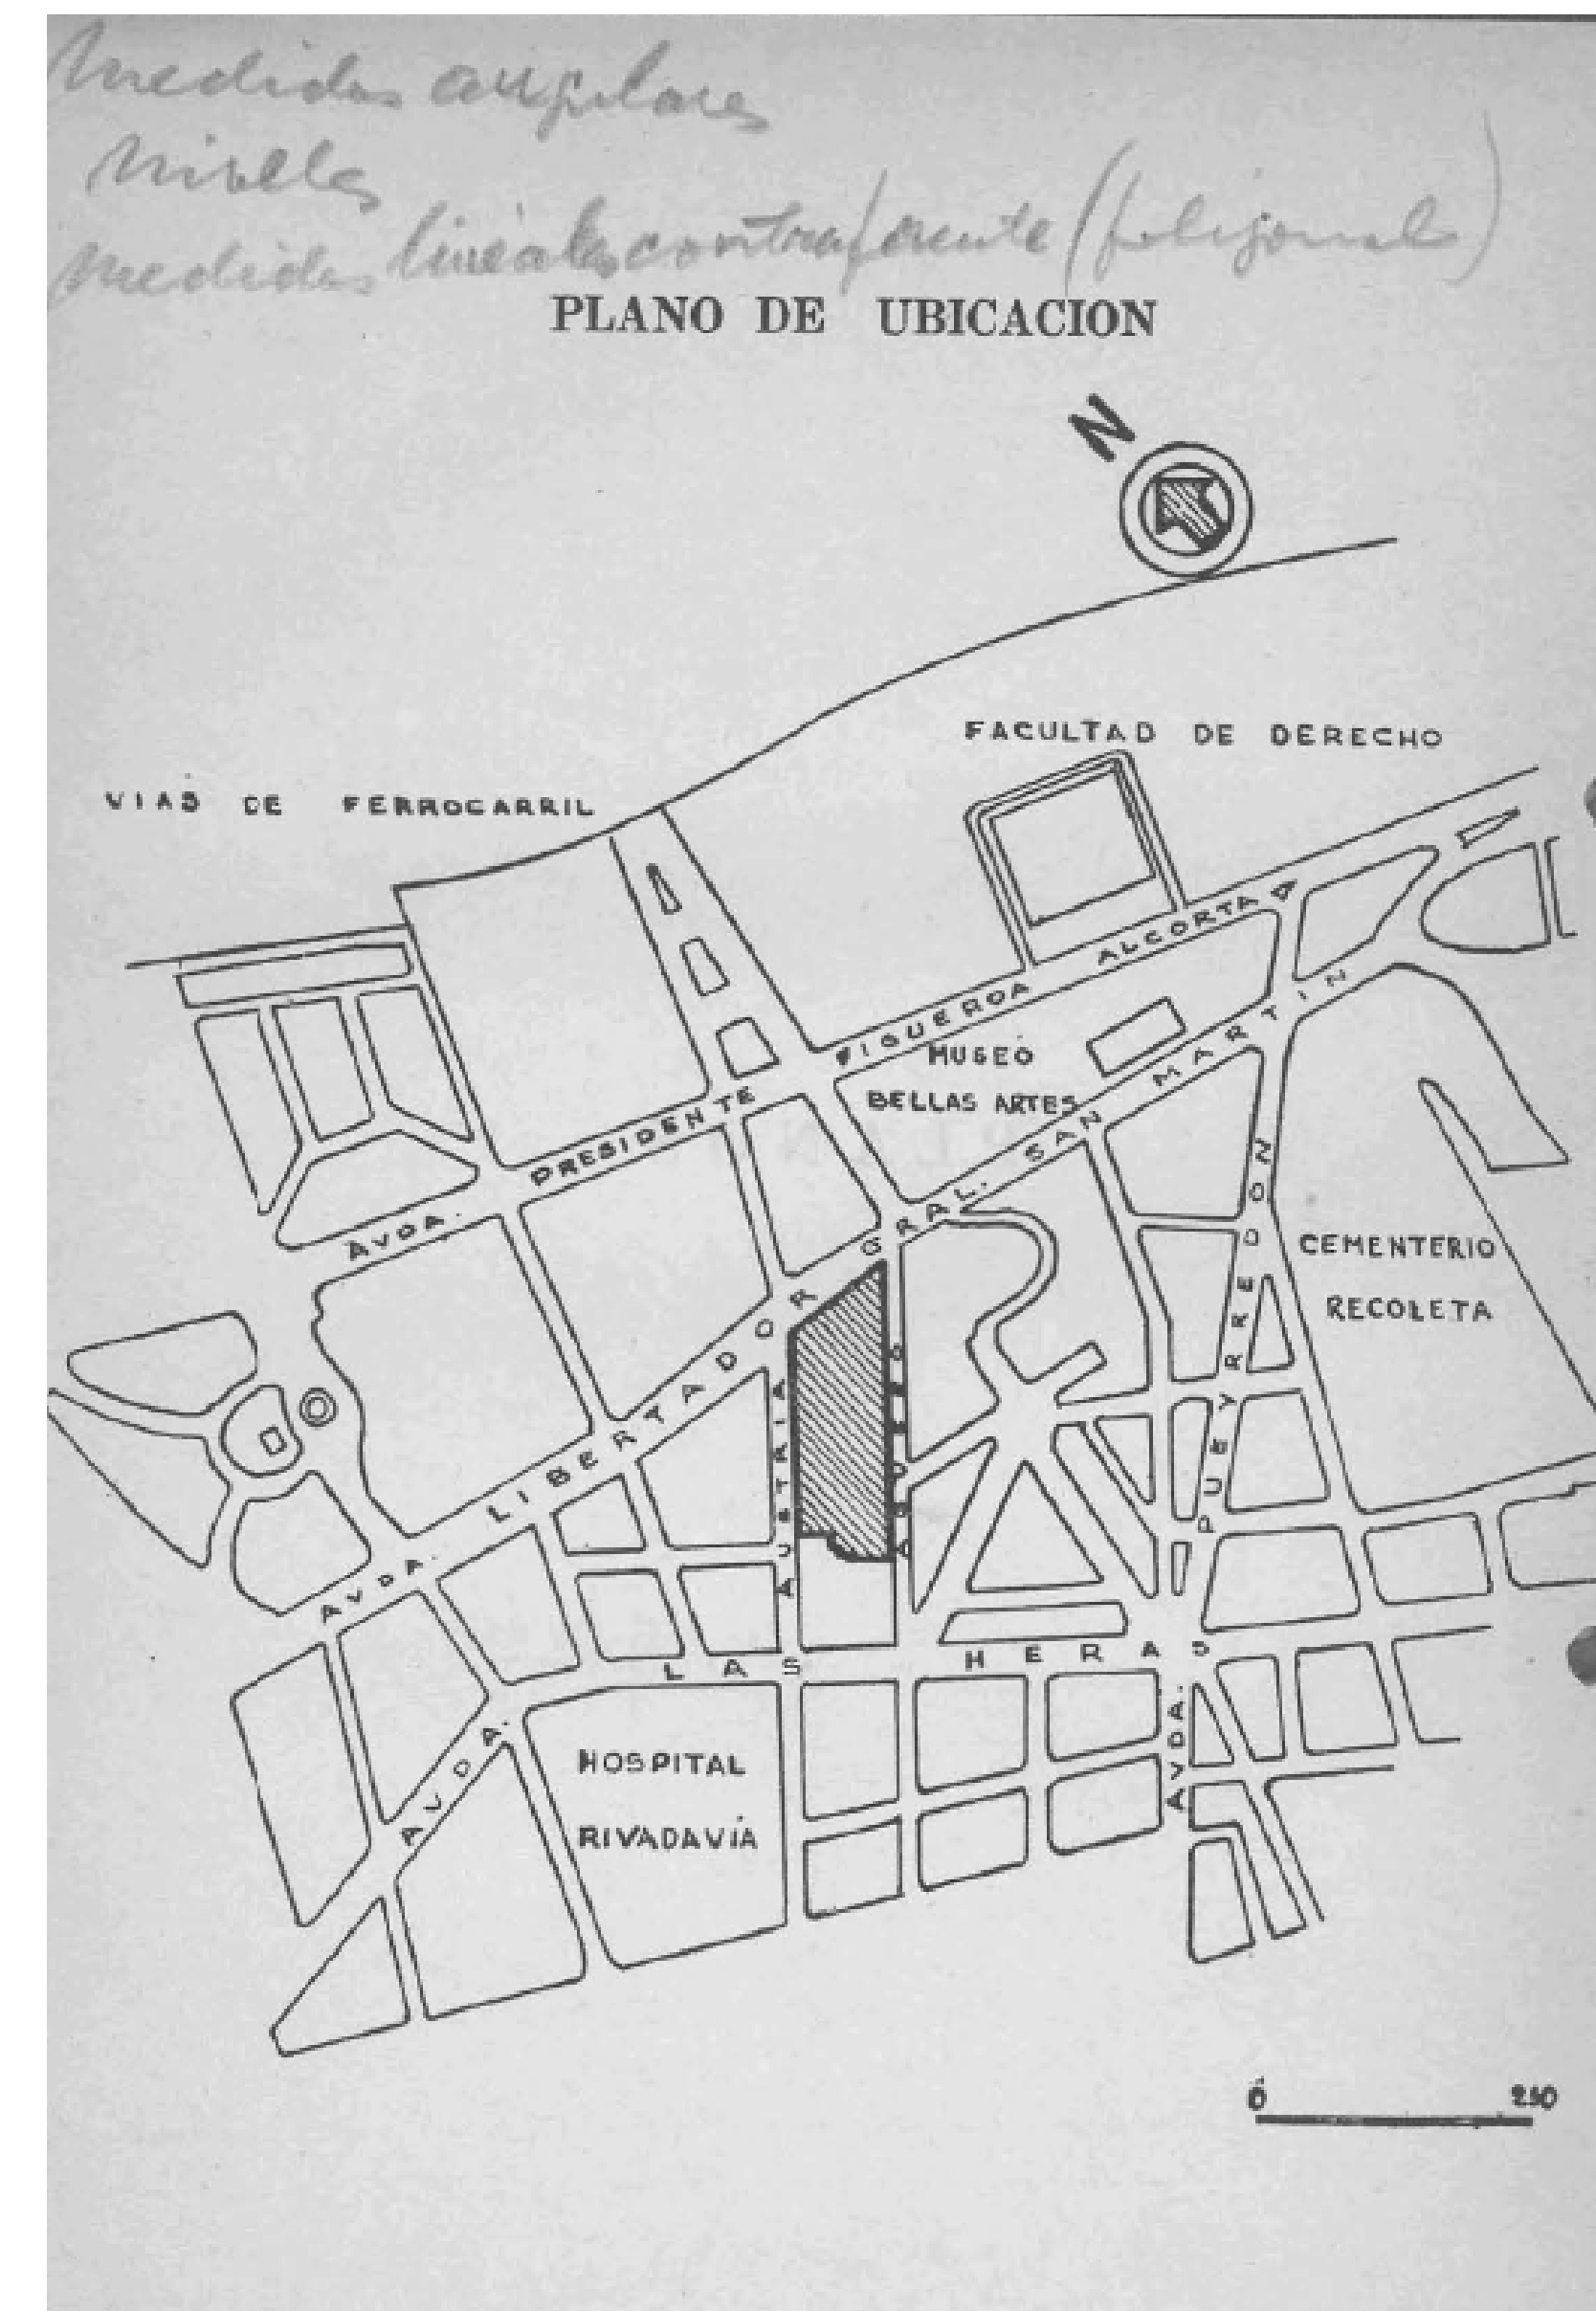 Medidas angulares
Niveles
Medidas lineales contrafrente (poligonal)
PLANO DE UBICACION
N
FACULTAD DE DERECHO
VIAS DE FERROCARRIL
AVDA. PRESIDENTE FIGUEROA ALCORTA
MUSEO
BELLAS ARTES
AVDA. LIBERTADOR GRAL. SAN MARTIN
CEMENTERIO
RECOLETA
AUSTRIA
AGÜERO
AVDA. PUEYRREDON
AVDA. LAS HERAS
HOSPITAL
RIVADAVIA
0 250